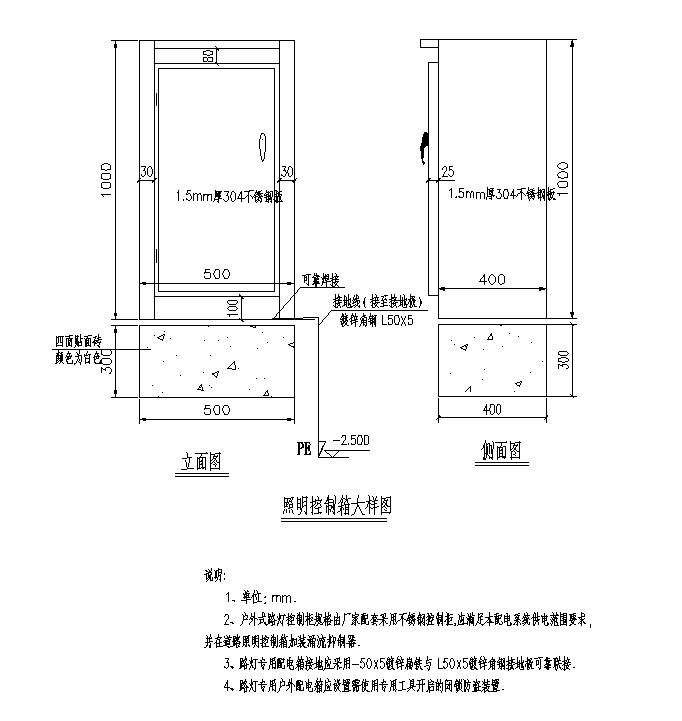 80
1000
30
30
1.5mm厚304不锈钢板
500
100
可靠焊接
接地线（接至接地极）
镀锌角钢 L50X5
四面贴面砖
颜色为白色
300
500
PE
-2.500
立面图
25
1.5mm厚304不锈钢板
1000
400
300
400
侧面图
照明控制箱大样图
说明:
1、单位: mm.
2、户外式路灯控制柜规格由厂家配套采用不锈钢控制柜,应满足本配电系统供电范围要求,
并在道路照明控制箱加装涌流抑制器.
3、路灯专用配电箱接地应采用-50x5镀锌扁铁与 L50x5镀锌角钢接地极可靠联接.
4、路灯专用户外配电箱应设置需使用专用工具开启的闭锁防盗装置.